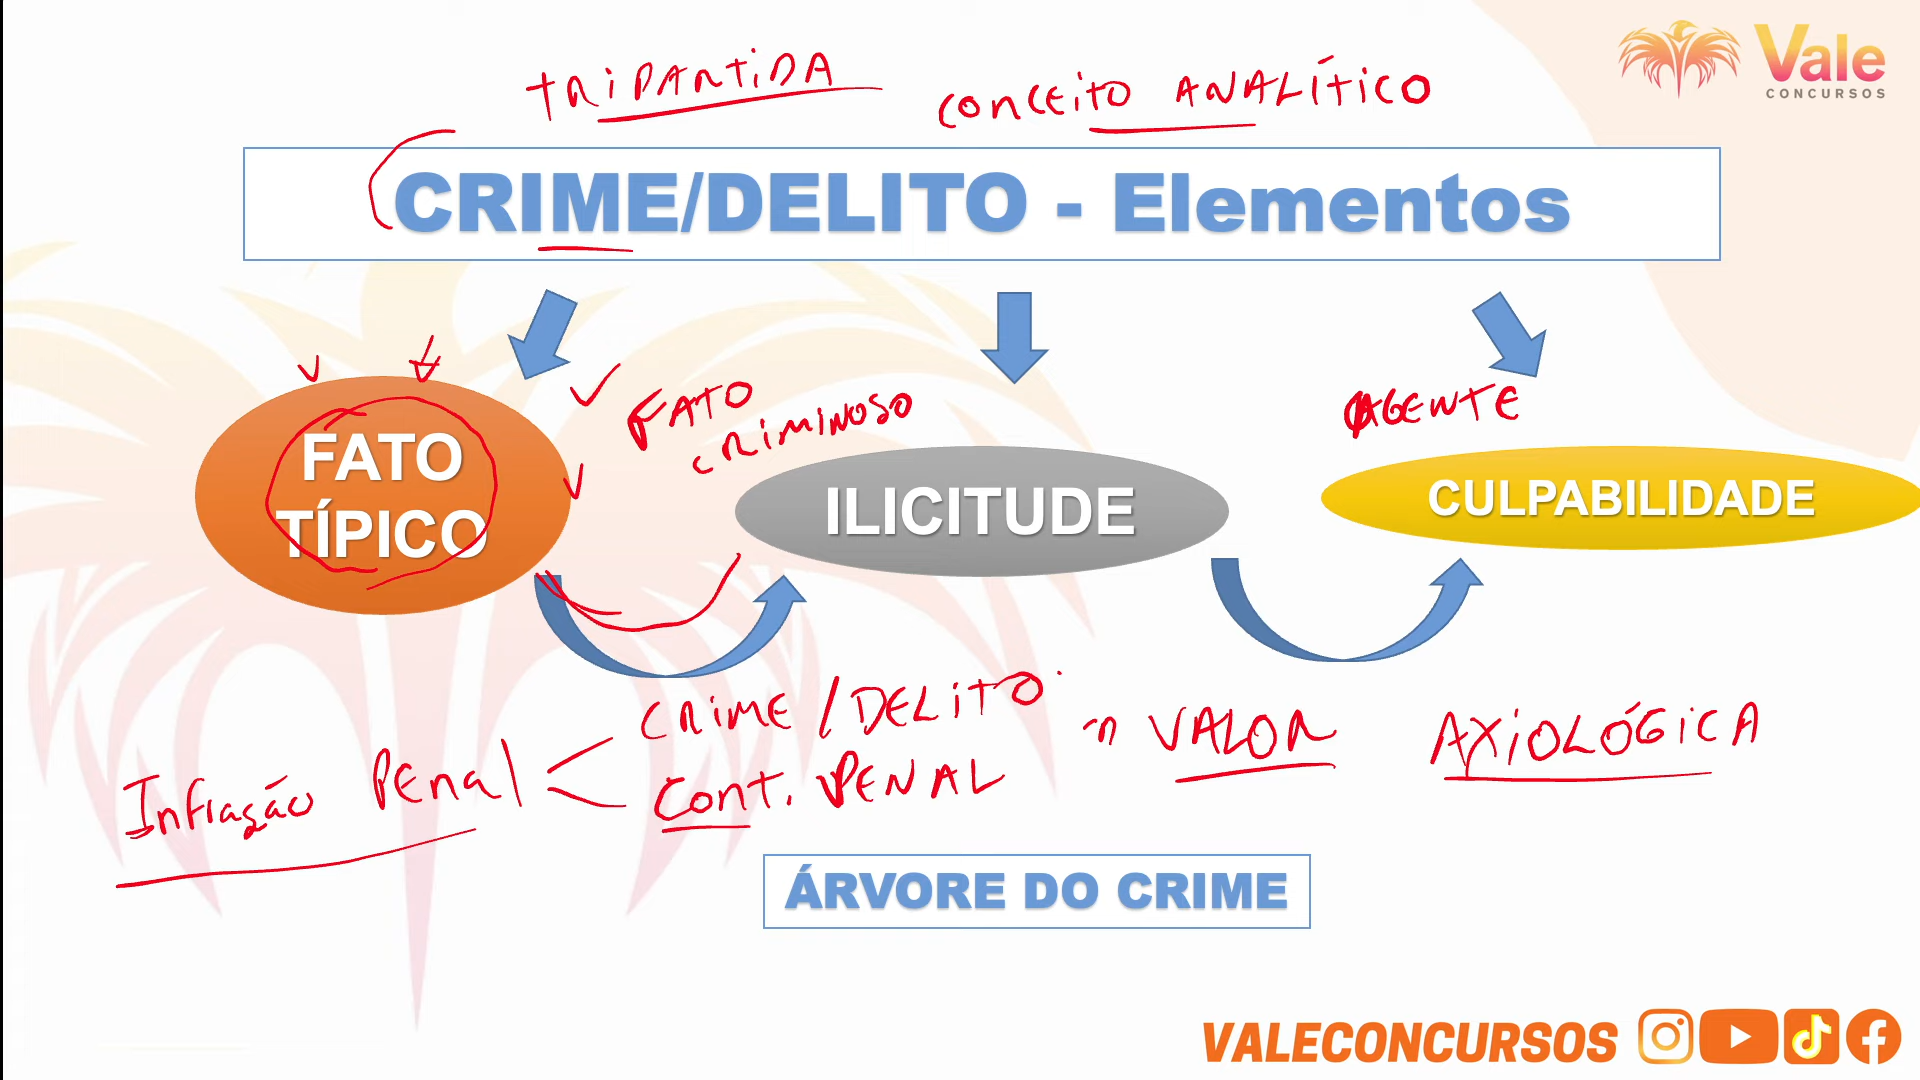 Vale
CONCURSOS
TRIPARTIDA
CONCEITO ANALÍTICO
CRIME/DELITO - Elementos
FATO
CRIMINOSO
AGENTE
FATO
TÍPICO
ILICITUDE
CULPABILIDADE
CRIME / DELITO
Infração Penal
Cont. PENAL
VALOR
AXIOLÓGICA
ÁRVORE DO CRIME
VALECONCURSOS